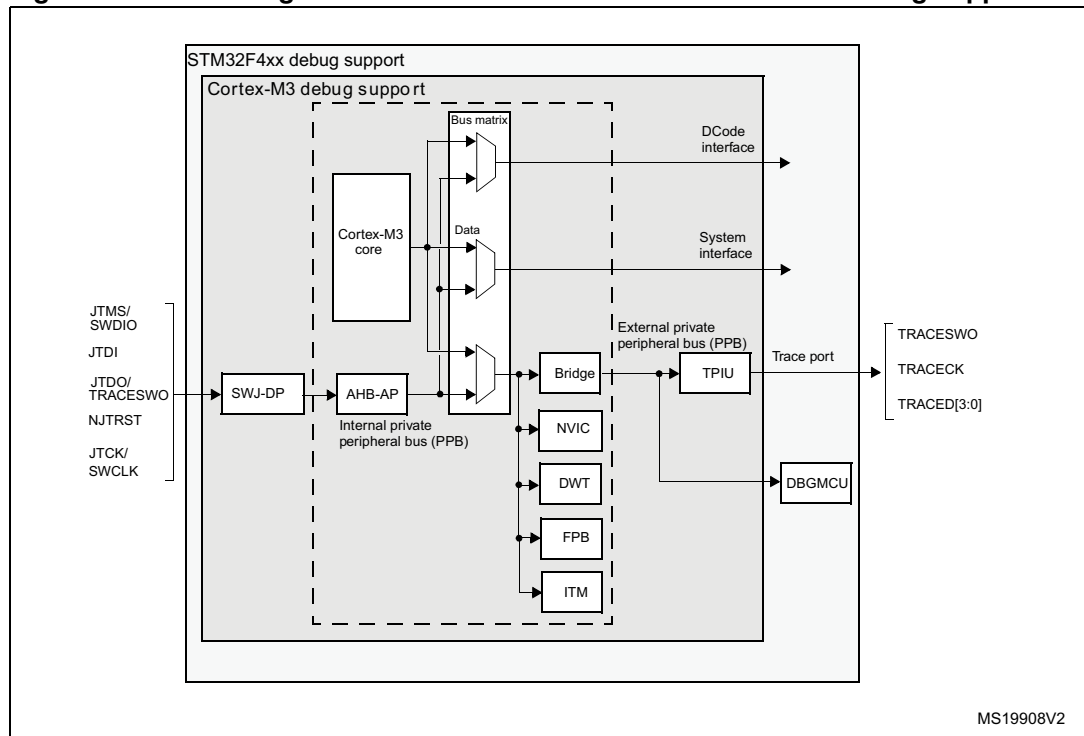 STM32F4xx debug support
Cortex-M3 debug support
Bus matrix
DCode
interface
Cortex-M3
core
Data
System
interface
JTMS/
SWDIO
JTDI
JTDO/
TRACESWO
NJTRST
JTCK/
SWCLK
SWJ-DP
AHB-AP
Internal private
peripheral bus (PPB)
External private
peripheral bus (PPB)
Bridge
NVIC
DWT
FPB
ITM
TPIU
Trace port
DBGMCU
TRACESWO
TRACECK
TRACED[3:0]
MS19908V2